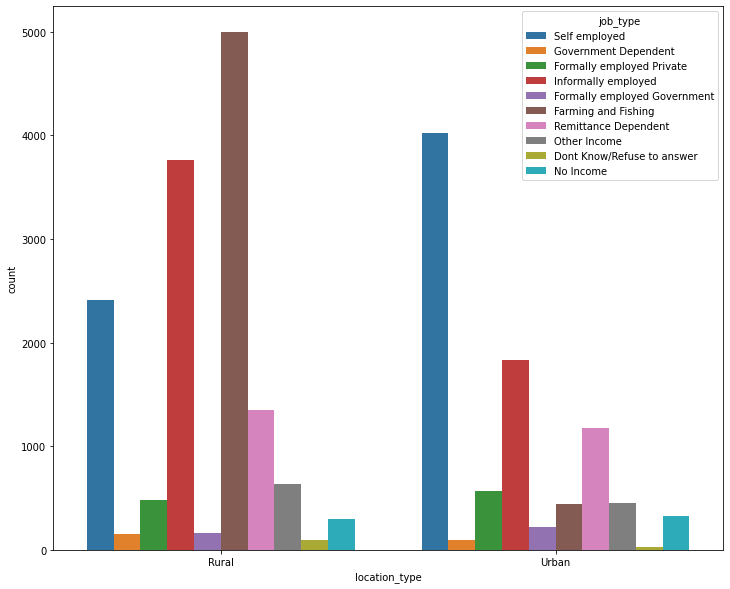 job_type
Self employed
Government Dependent
Formally employed Private
Informally employed
Formally employed Government
Farming and Fishing
Remittance Dependent
Other Income
Dont Know/Refuse to answer
No Income
5000
4000
3000
2000
1000
0
count
Rural Urban
location_type